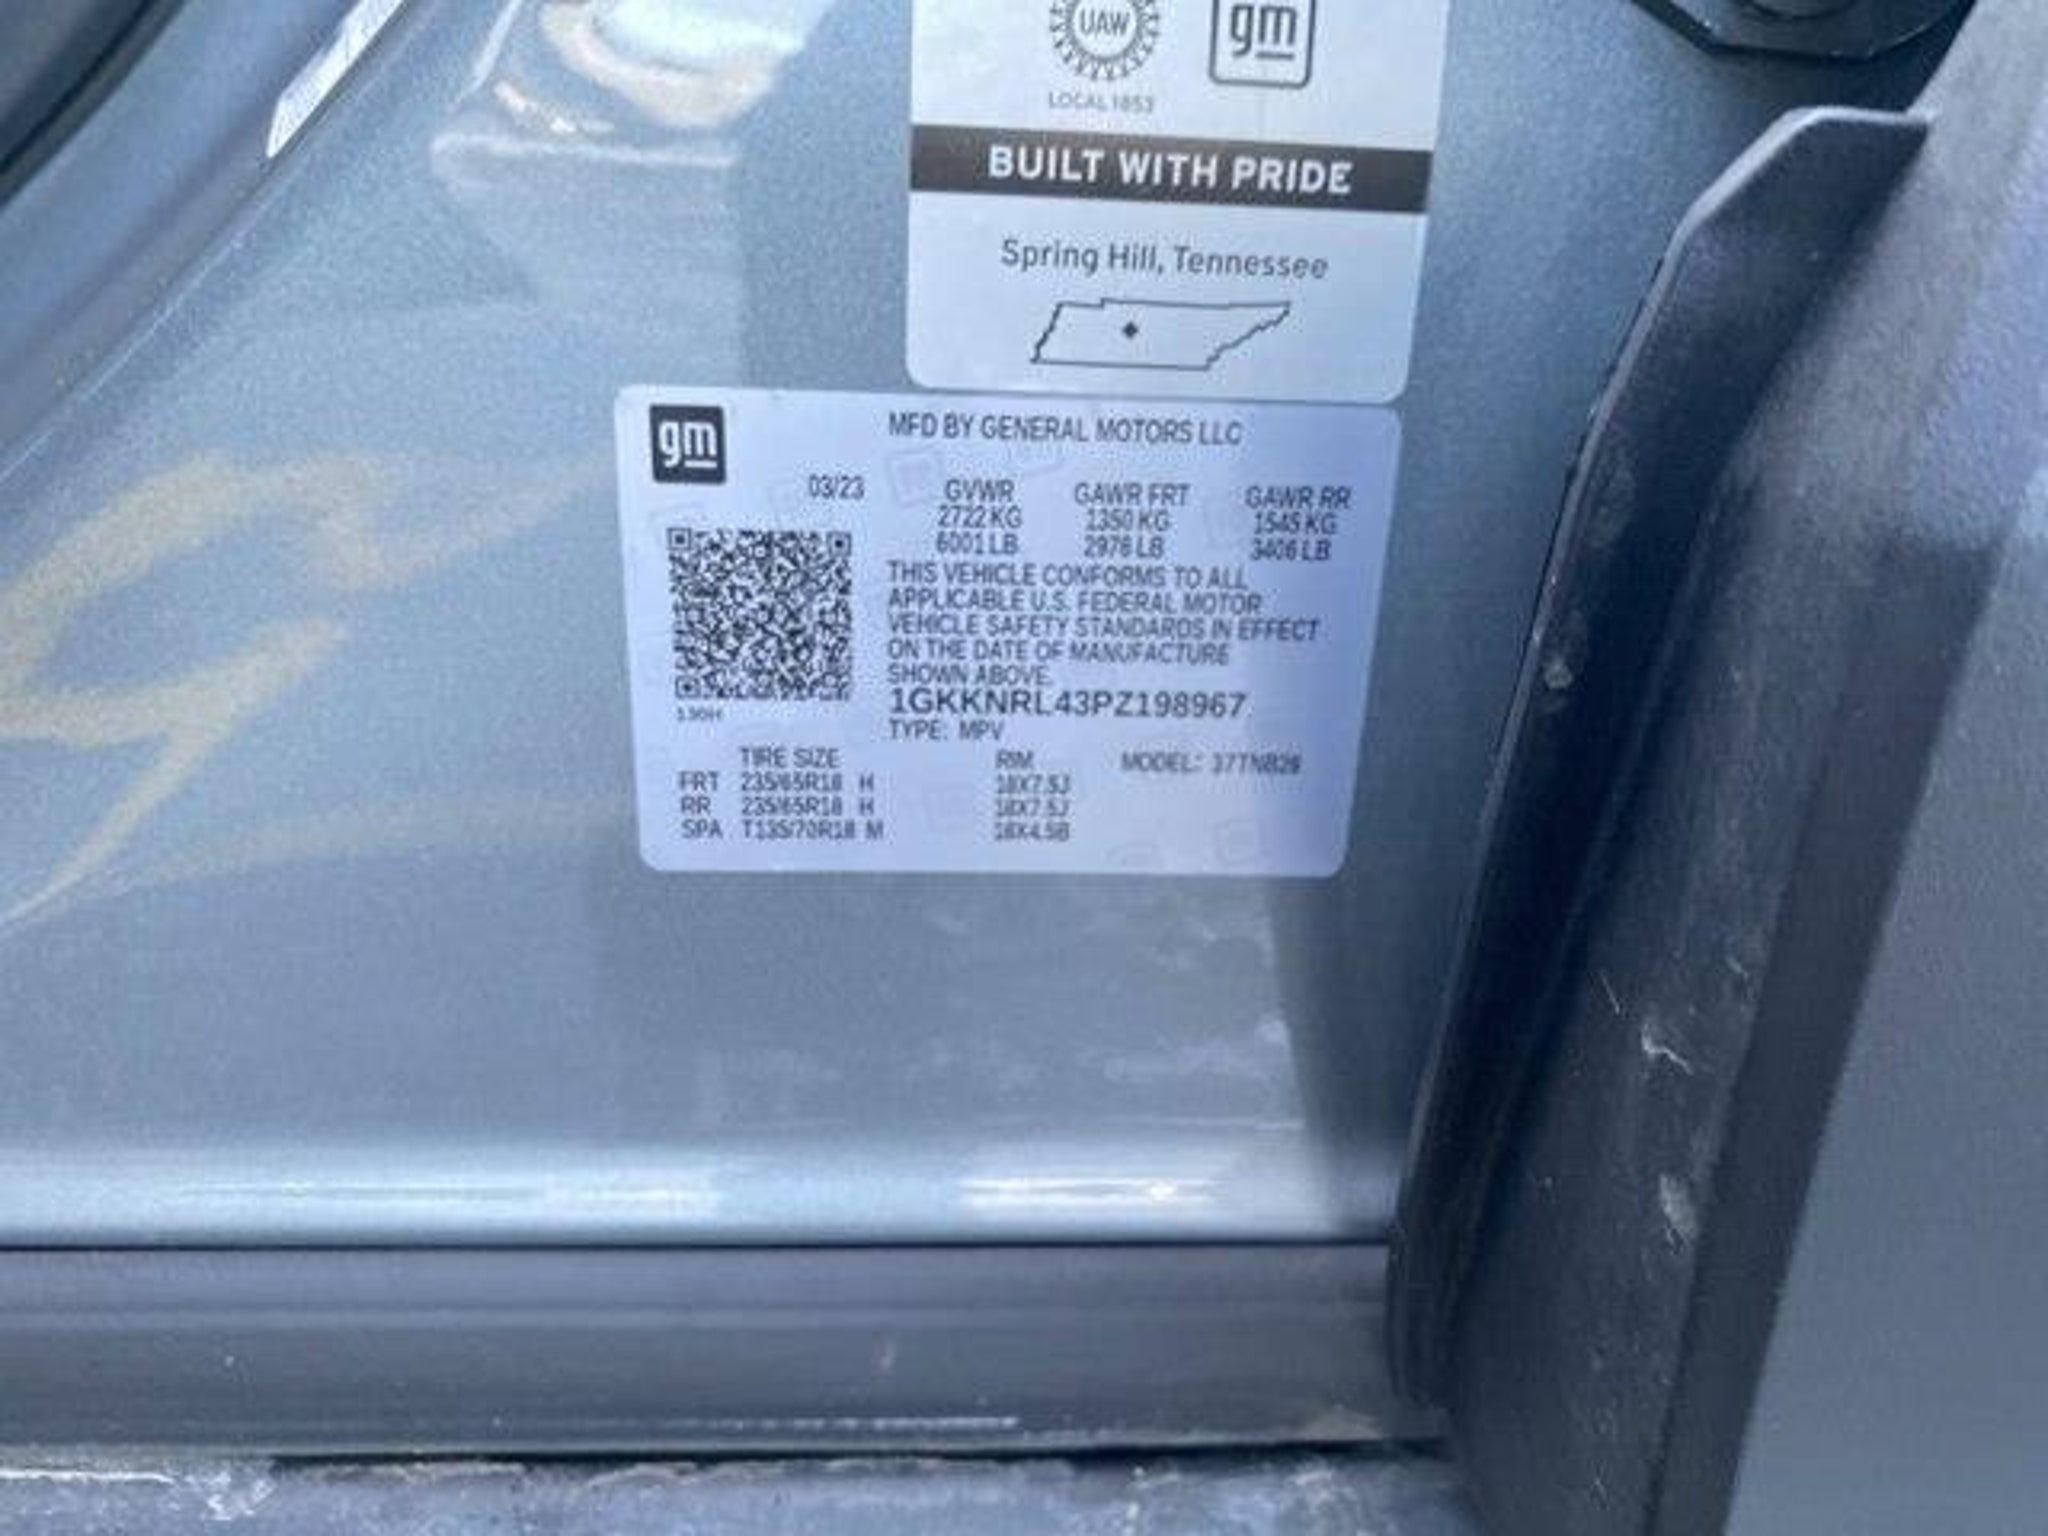 UAW
gm
LOCAL 1853
BUILT WITH PRIDE
Spring Hill, Tennessee
gm
MFD BY GENERAL MOTORS LLC
03/23 GVWR GAWR FRT GAWR RR
2722 KG 1350 KG 1545 KG
6001 LB 2976 LB 3406 LB
THIS VEHICLE CONFORMS TO ALL
APPLICABLE U.S. FEDERAL MOTOR
VEHICLE SAFETY STANDARDS IN EFFECT
ON THE DATE OF MANUFACTURE
SHOWN ABOVE.
1GKKNRL43PZ198967
TYPE: MPV
TIRE SIZE RIM MODEL:
FRT 235/65R18 H 18X7.5J
RR 235/65R18 H 18X7.5J
SPA T135/70R18 M 18X4.5B